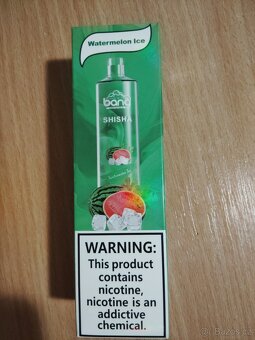 Watermelon Ice
bang
SHISHA
WARNING:
This product
contains
nicotine,
nicotine is an
addictive
chemical.